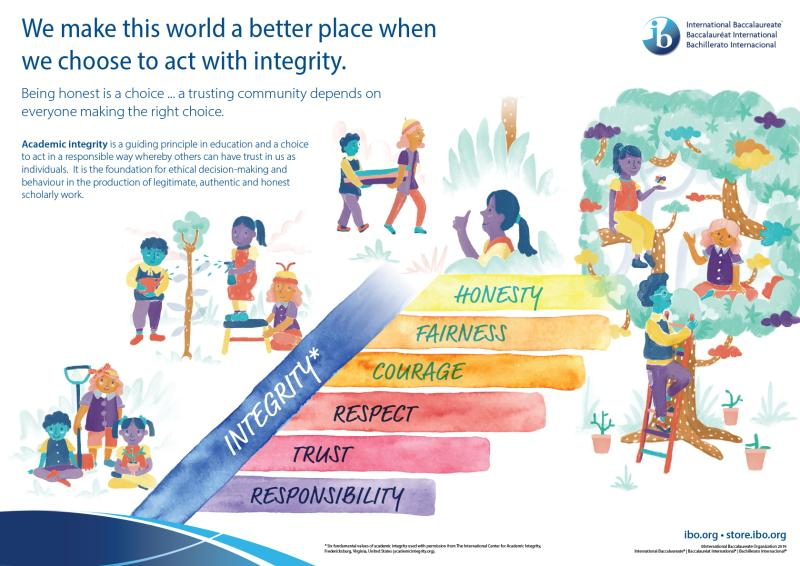 We make this world a better place when
we choose to act with integrity.
Being honest is a choice ... a trusting community depends on
everyone making the right choice.
Academic integrity is a guiding principle in education and a choice
to act in a responsible way whereby others can have trust in us as
individuals. It is the foundation for ethical decision-making and
behaviour in the production of legitimate, authentic and honest
scholarly work.
ib
International Baccalaureate®
Baccalauréat International
Bachillerato Internacional
INTEGRITY*
HONESTY
FAIRNESS
COURAGE
RESPECT
TRUST
RESPONSIBILITY
*Six fundamental values of academic integrity used with permission from The International Center for Academic Integrity,
Fredericksburg, Virginia, United States (academicintegrity.org).
ibo.org • store.ibo.org
©International Baccalaureate Organization 2019
International Baccalaureate® | Baccalauréat International® | Bachillerato Internacional®